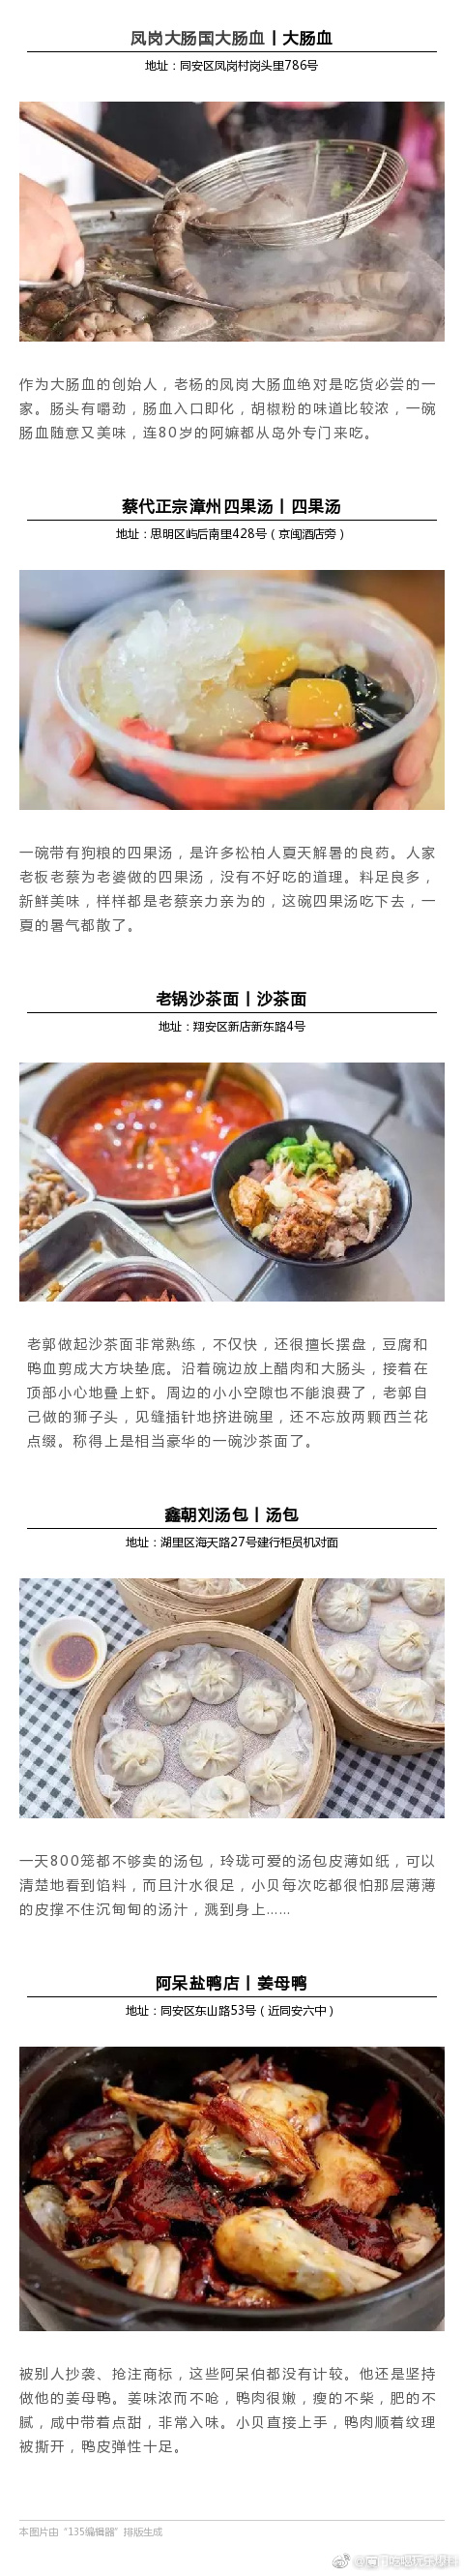 凤岗大肠国大肠血丨大肠血
地址：同安区凤岗村岗头里786号
作为大肠血的创始人，老杨的凤岗大肠血绝对是吃货必尝的一
家。肠头有嚼劲，肠血入口即化，胡椒粉的味道比较浓，一碗
肠血随意又美味，连80岁的阿嫲都从岛外专门来吃。
蔡代正宗漳州四果汤丨四果汤
地址：思明区屿后南里428号（京闽酒店旁）
一碗带有狗粮的四果汤，是许多松柏人夏天解暑的良药。人家
老板老蔡为老婆做的四果汤，没有不好吃的道理。料足良多，
新鲜美味，样样都是老蔡亲力亲为的，这碗四果汤吃下去，一
夏的暑气都散了。
老锅沙茶面丨沙茶面
地址：翔安区新店新东路4号
老郭做起沙茶面非常熟练，不仅快，还很擅长摆盘，豆腐和
鸭血剪成大方块垫底。沿着碗边放上醋肉和大肠头，接着在
顶部小心地叠上虾。周边的小小空隙也不能浪费了，老郭自
己做的狮子头，见缝插针地挤进碗里，还不忘放两颗西兰花
点缀。称得上是相当豪华的一碗沙茶面了。
鑫朝刘汤包丨汤包
地址：湖里区海天路27号建行柜员机对面
一天800笼都不够卖的汤包，玲珑可爱的汤包皮薄如纸，可以
清楚地看到馅料，而且汁水很足，小贝每次吃都很怕那层薄薄
的皮撑不住沉甸甸的汤汁，溅到身上……
阿呆盐鸭店丨姜母鸭
地址：同安区东山路53号（近同安六中）
被别人抄袭、抢注商标，这些阿呆伯都没有计较。他还是坚持
做他的姜母鸭。姜味浓而不呛，鸭肉很嫩，瘦的不柴，肥的不
腻，咸中带着点甜，非常入味。小贝直接上手，鸭肉顺着纹理
被撕开，鸭皮弹性十足。
本图片由“135编辑器”排版生成